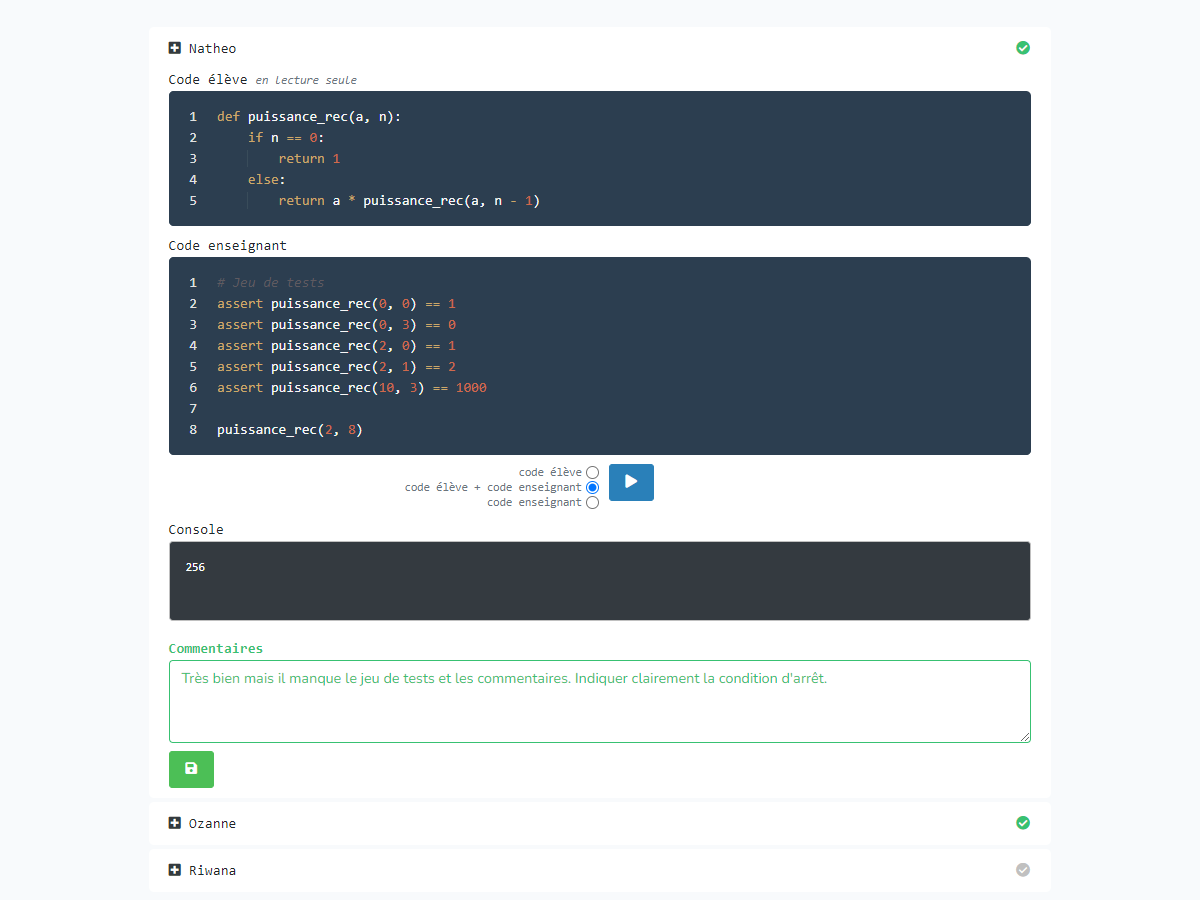 Natheo
Code élève en lecture seule
1 def puissance_rec(a, n):
2     if n == 0:
3         return 1
4     else:
5         return a * puissance_rec(a, n - 1)
Code enseignant
1 # Jeu de tests
2 assert puissance_rec(0, 0) == 1
3 assert puissance_rec(0, 3) == 0
4 assert puissance_rec(2, 0) == 1
5 assert puissance_rec(2, 1) == 2
6 assert puissance_rec(10, 3) == 1000
7
8 puissance_rec(2, 8)
code élève
code élève + code enseignant
code enseignant
Console
256
Commentaires
Très bien mais il manque le jeu de tests et les commentaires. Indiquer clairement la condition d'arrêt.
Ozanne
Riwana